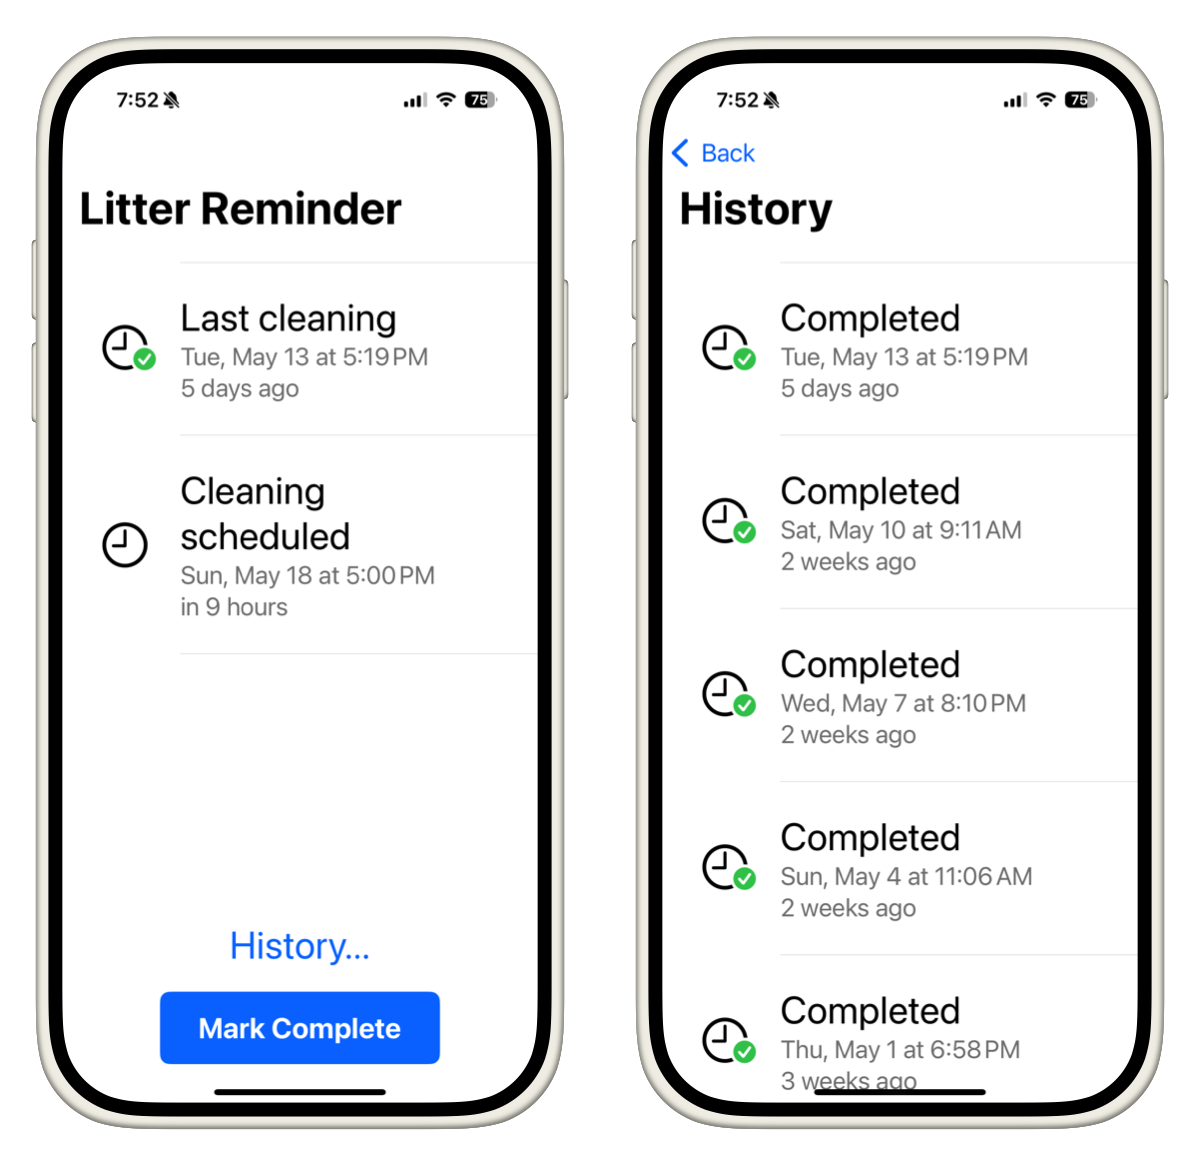 7:52
75
Litter Reminder
Last cleaning
Tue, May 13 at 5:19 PM
5 days ago
Cleaning
scheduled
Sun, May 18 at 5:00 PM
in 9 hours
History...
Mark Complete
7:52
75
Back
History
Completed
Tue, May 13 at 5:19 PM
5 days ago
Completed
Sat, May 10 at 9:11 AM
2 weeks ago
Completed
Wed, May 7 at 8:10 PM
2 weeks ago
Completed
Sun, May 4 at 11:06 AM
2 weeks ago
Completed
Thu, May 1 at 6:58 PM
3 weeks ago